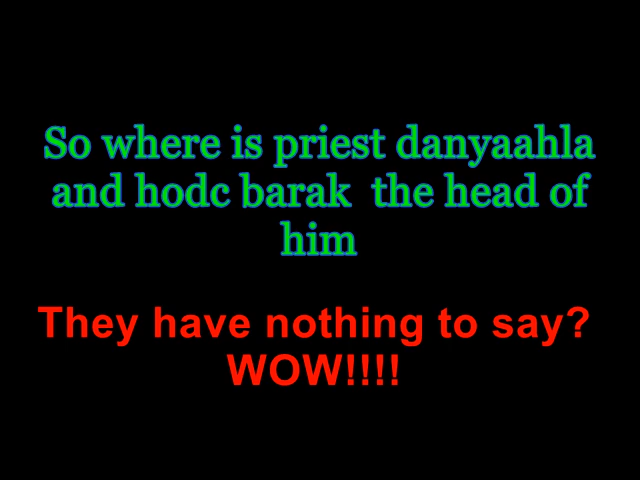 So where is priest danyaahla
and hodc barak  the head of
him
They have nothing to say?
WOW!!!!